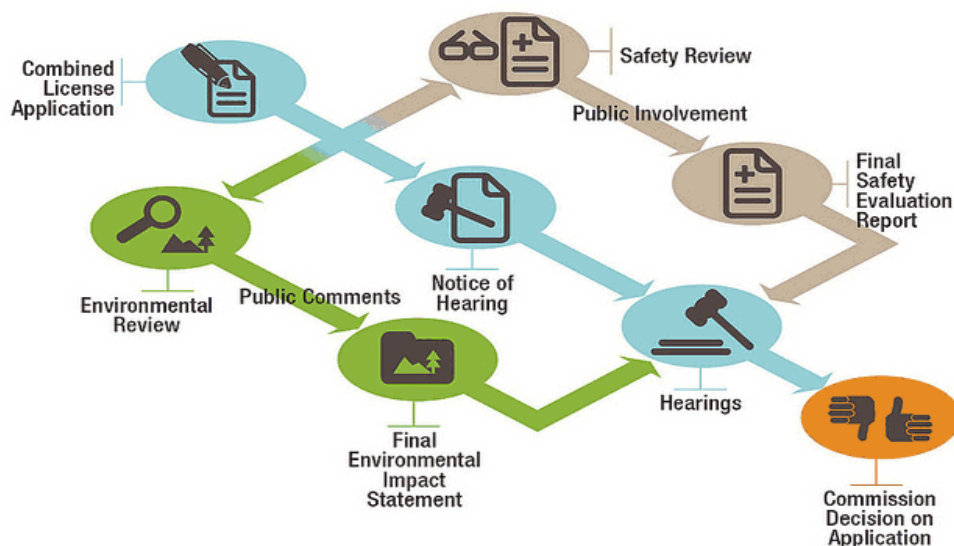 Combined
License
Application
Safety Review
Public Involvement
Final
Safety
Evaluation
Report
Environmental
Review
Public Comments
Notice of
Hearing
Final
Environmental
Impact
Statement
Hearings
Commission
Decision on
Application